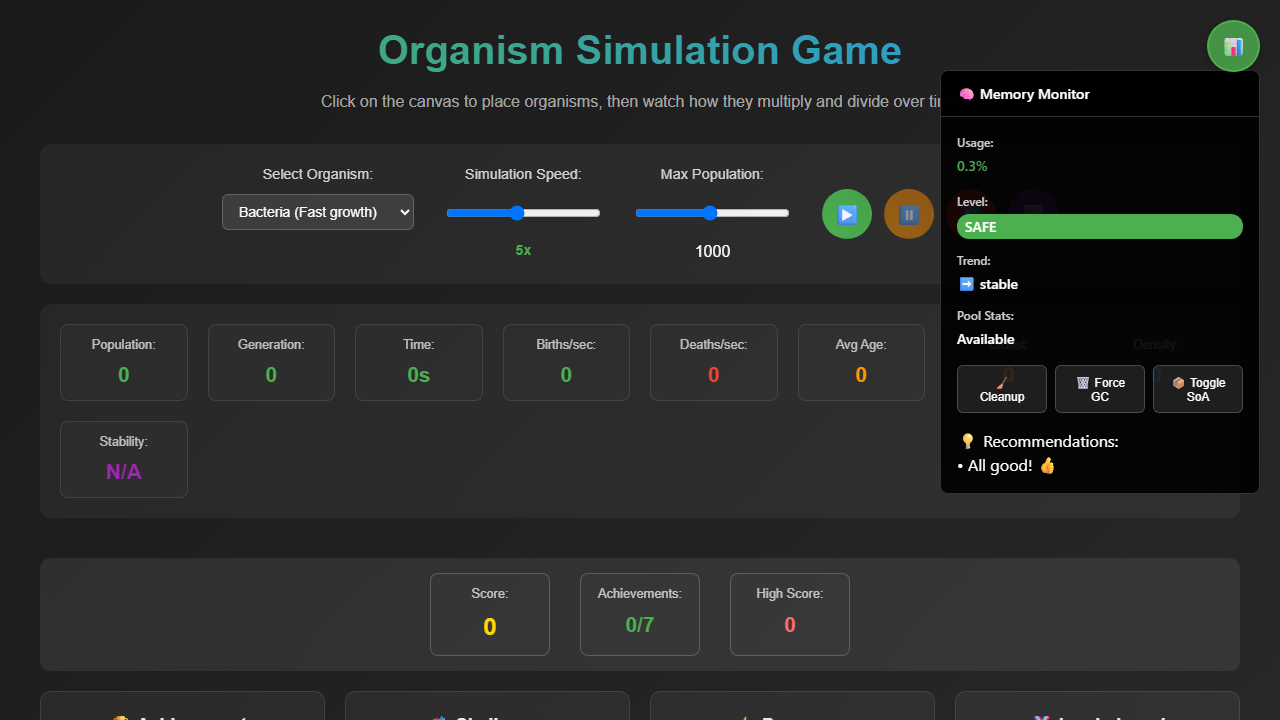 Organism Simulation Game
Click on the canvas to place organisms, then watch how they multiply and divide over
Select Organism:
Bacteria (Fast growth)
Simulation Speed:
5x
Max Population:
1000
Population:
0
Generation:
0
Time:
0s
Births/sec:
0
Deaths/sec:
0
Avg Age:
0
Density:
0
Stability:
N/A
🧠 Memory Monitor
Usage:
0.3%
Level:
SAFE
Trend:
➡️ stable
Pool Stats:
Available
🧹 Cleanup
🗑️ Force
GC
📦 Toggle
SoA
💡 Recommendations:
• All good! 👍
Score:
0
Achievements:
0/7
High Score:
0